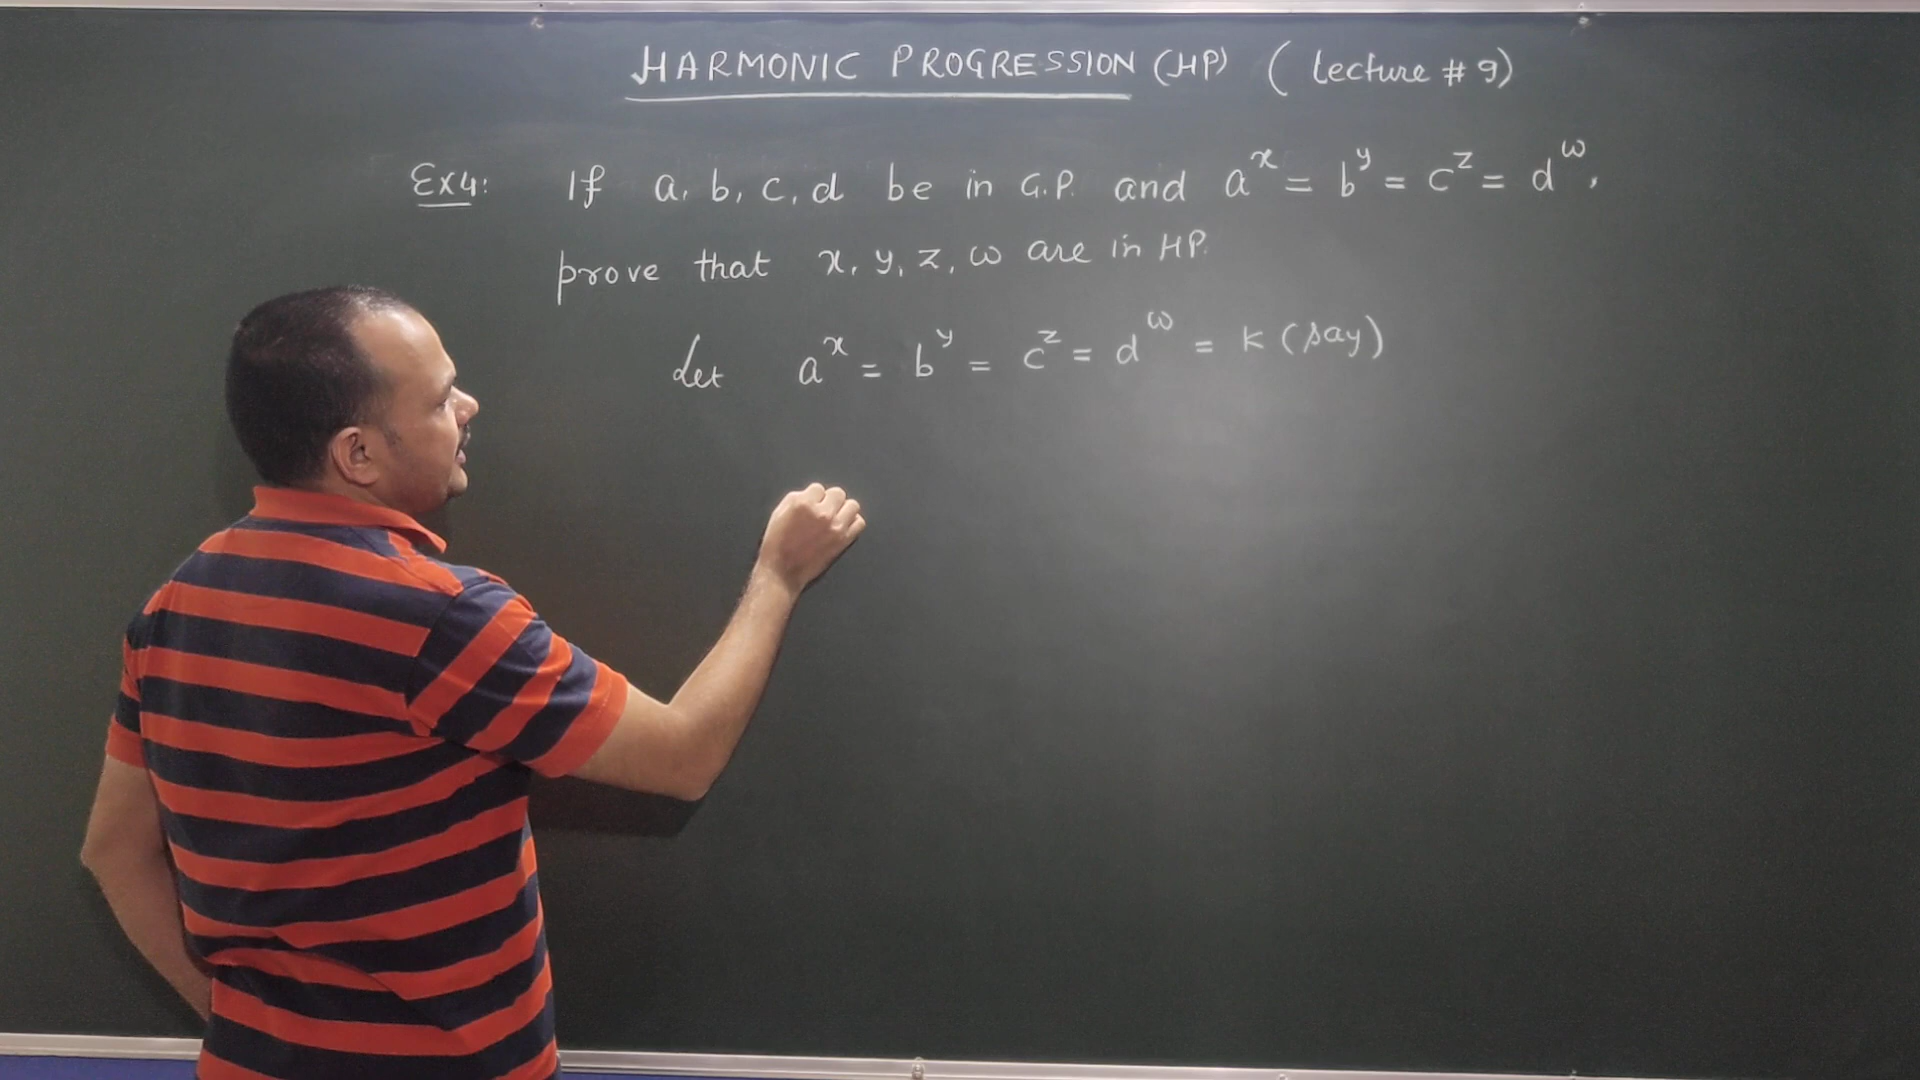 HARMONIC PROGRESSION (HP) (Lecture # 9)
Ex4: If a, b, c, d be in G.P. and a^x = b^y = c^z = d^w,
prove that x, y, z, w are in HP.
Let a^x = b^y = c^z = d^w = k (say)